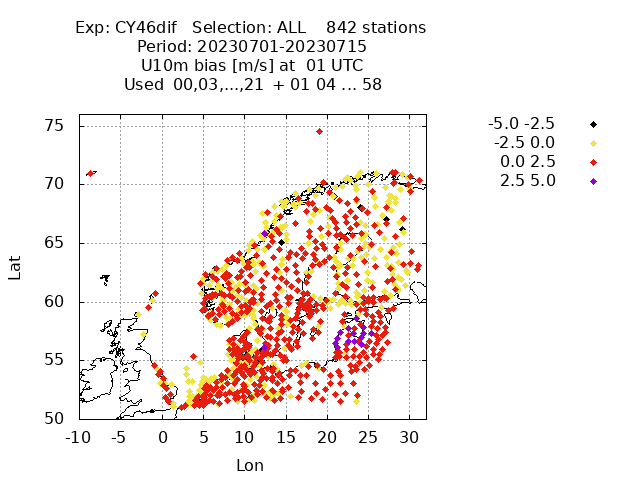 Exp: CY46dif Selection: ALL 842 stations
Period: 20230701-20230715
U10m bias [m/s] at 01 UTC
Used 00,03,...,21 + 01 04 ... 58
-5.0 -2.5
-2.5 0.0
0.0 2.5
2.5 5.0
75
70
65
60
55
50
Lat
-10 -5 0 5 10 15 20 25 30
Lon